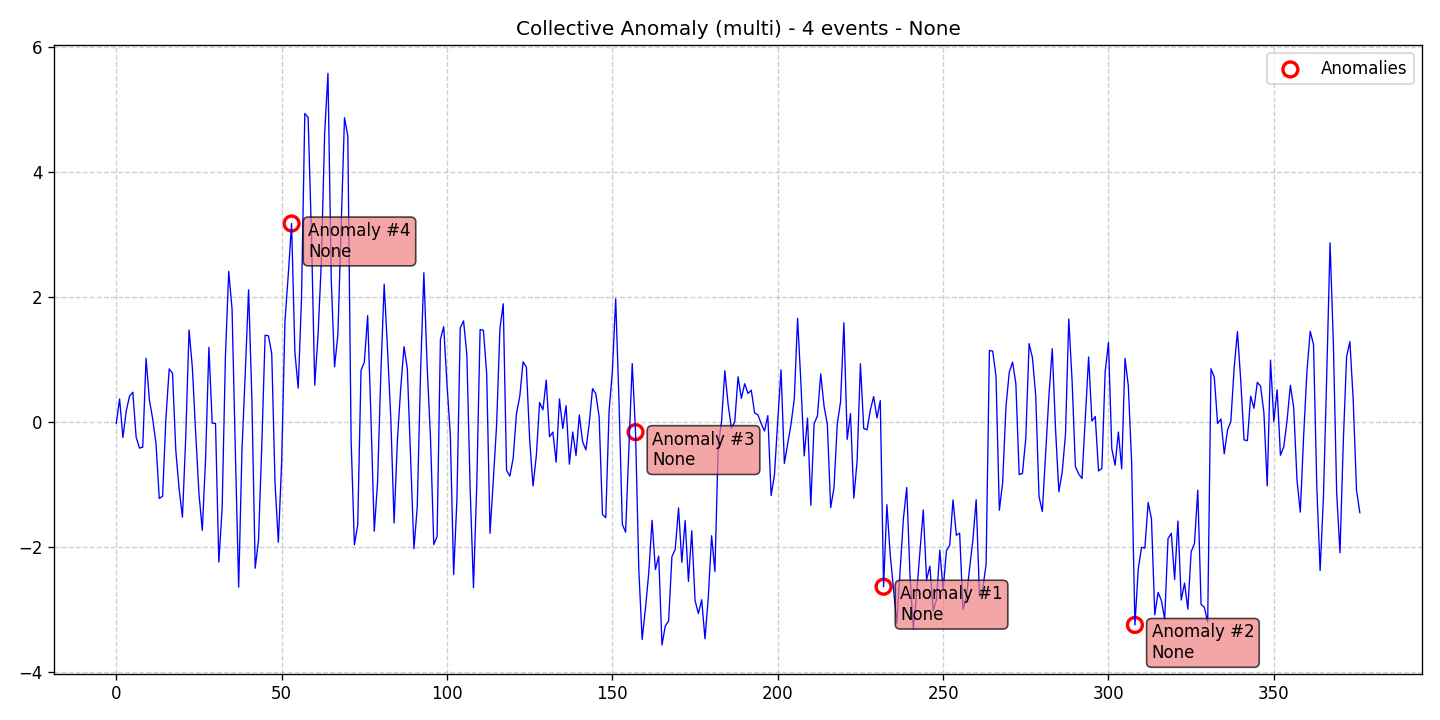 Collective Anomaly (multi) - 4 events - None
Anomalies
6
4
2
0
−2
−4
Anomaly #4
None
Anomaly #3
None
Anomaly #1
None
Anomaly #2
None
0 50 100 150 200 250 300 350